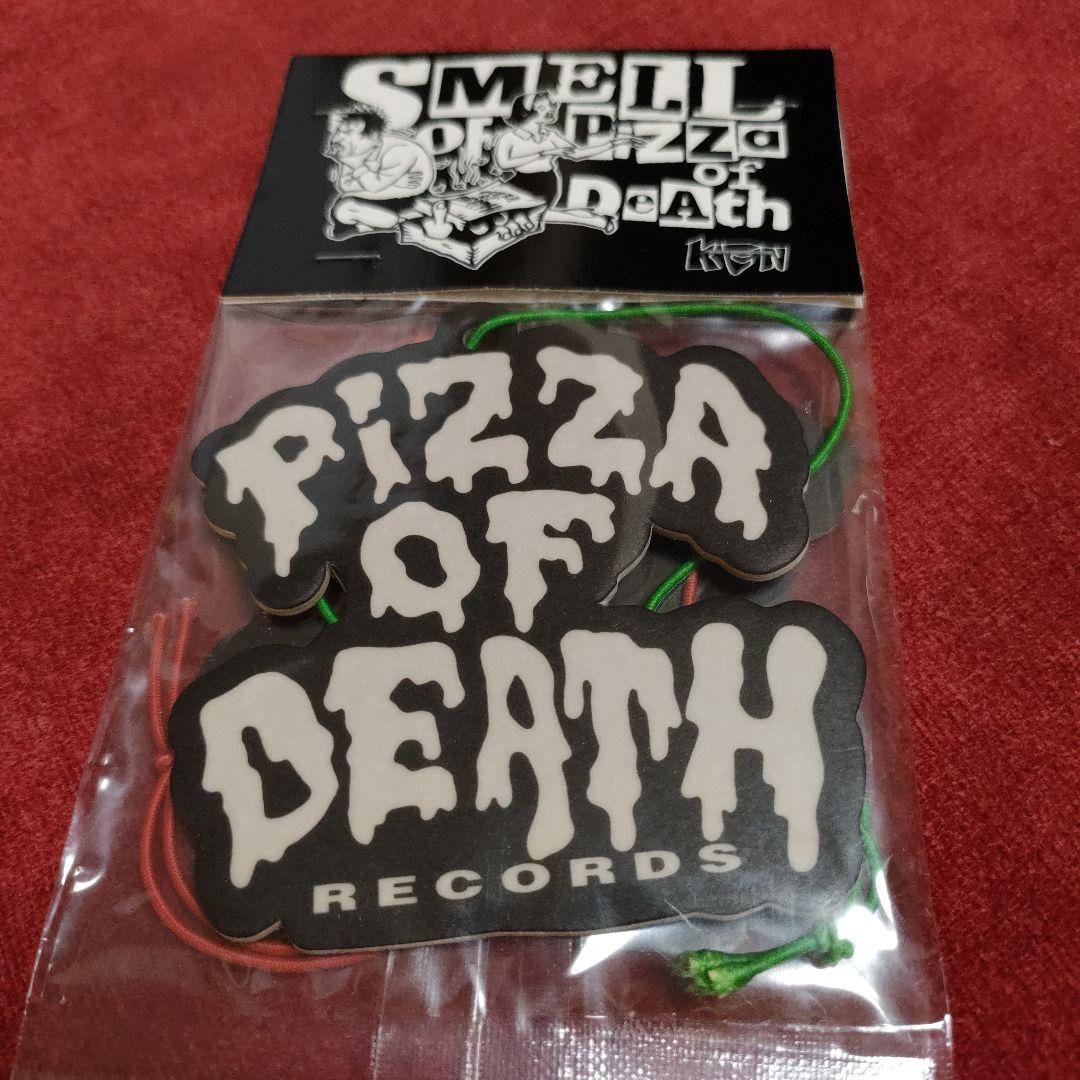 SMELL
OF PiZZa
of
DeAth
KEN
PiZZA
OF
DEATH
RECORDS